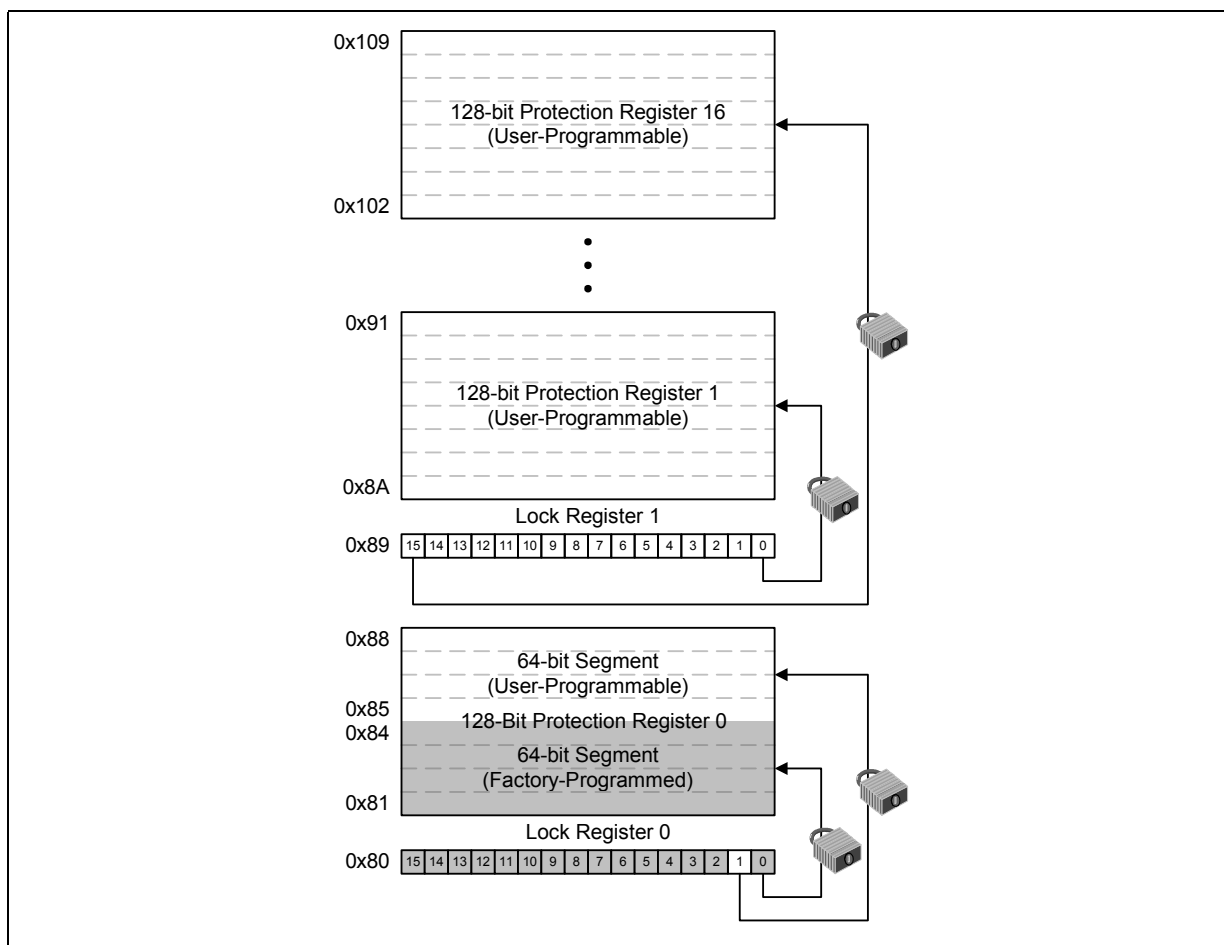 0x109
128-bit Protection Register 16
(User-Programmable)
0x102
0x91
128-bit Protection Register 1
(User-Programmable)
0x8A
Lock Register 1
0x89
15 14 13 12 11 10 9 8 7 6 5 4 3 2 1 0
0x88
64-bit Segment
(User-Programmable)
0x85
128-Bit Protection Register 0
0x84
64-bit Segment
(Factory-Programmed)
0x81
Lock Register 0
0x80
15 14 13 12 11 10 9 8 7 6 5 4 3 2 1 0